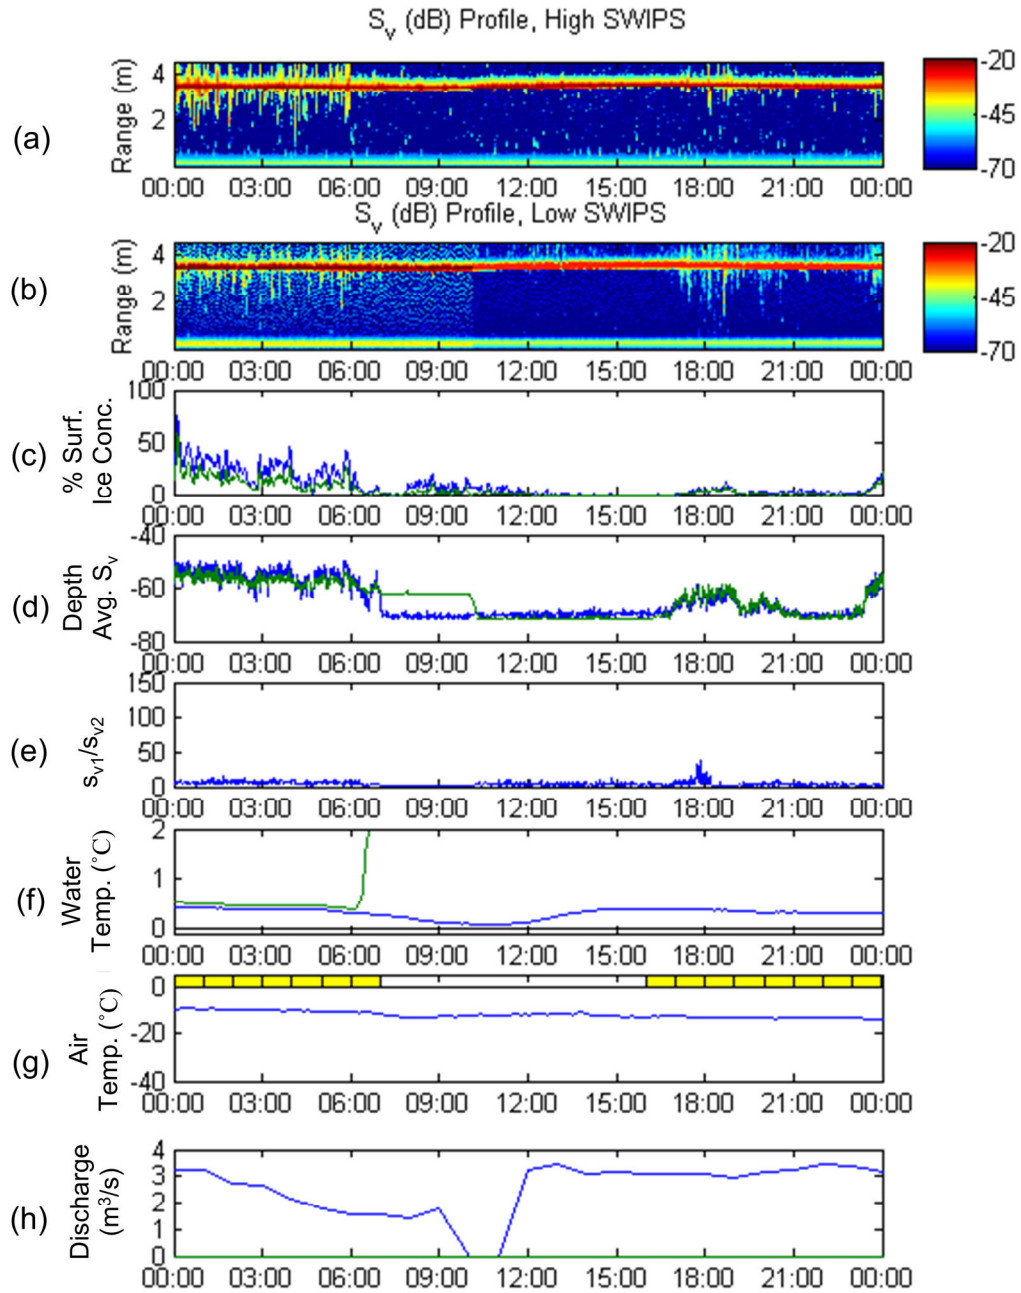 S_v (dB) Profile, High SWIPS
(a)
Range (m)
4
2
-20
-45
-70
00:00 03:00 06:00 09:00 12:00 15:00 18:00 21:00 00:00
S_v (dB) Profile, Low SWIPS
(b)
Range (m)
4
2
-20
-45
-70
00:00 03:00 06:00 09:00 12:00 15:00 18:00 21:00 00:00
(c)
% Surf.
Ice Conc.
100
50
0
00:00 03:00 06:00 09:00 12:00 15:00 18:00 21:00 00:00
(d)
Depth
Avg. S_v
-40
-60
-80
00:00 03:00 06:00 09:00 12:00 15:00 18:00 21:00 00:00
(e)
s_v1/s_v2
150
100
50
0
00:00 03:00 06:00 09:00 12:00 15:00 18:00 21:00 00:00
(f)
Water
Temp. (°C)
2
1
0
00:00 03:00 06:00 09:00 12:00 15:00 18:00 21:00 00:00
(g)
Air
Temp. (°C)
0
-20
-40
00:00 03:00 06:00 09:00 12:00 15:00 18:00 21:00 00:00
(h)
Discharge
(m³/s)
4
3
2
1
0
00:00 03:00 06:00 09:00 12:00 15:00 18:00 21:00 00:00